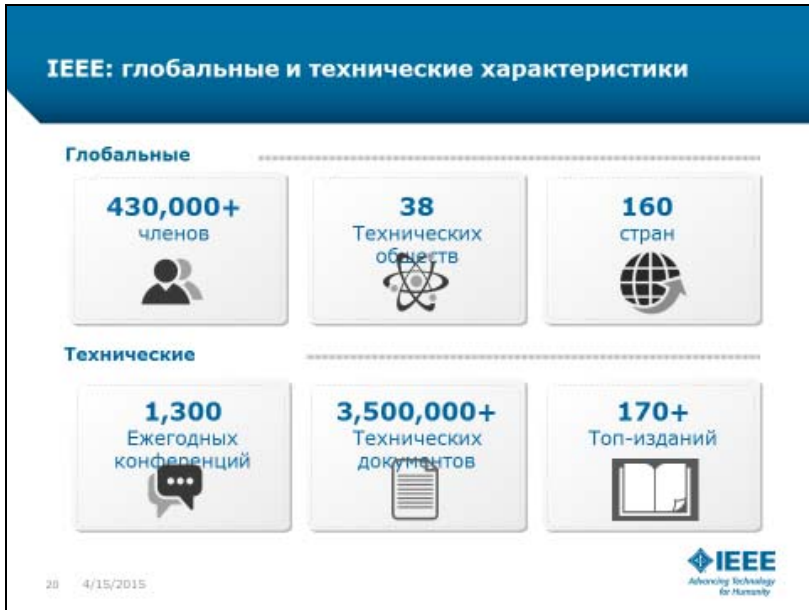 IEEE: глобальные и технические характеристики
Глобальные
430,000+
членов
38
Технических
обществ
160
стран
Технические
1,300
Ежегодных
конференций
3,500,000+
Технических
документов
170+
Топ-изданий
20 4/15/2015
IEEE
Advancing Technology
for Humanity